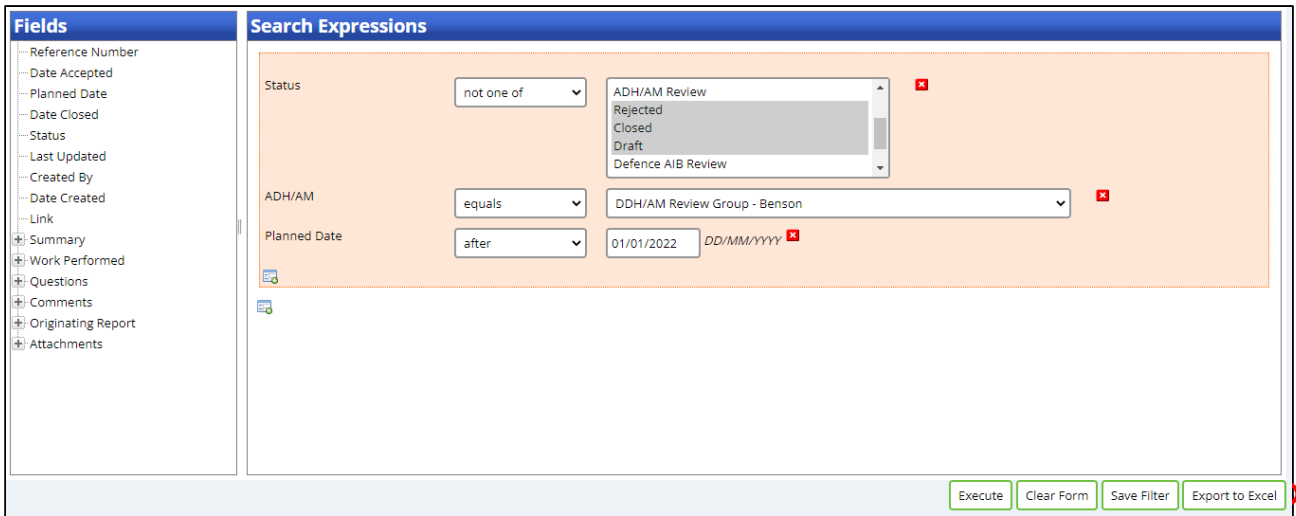 Fields
Reference Number
Date Accepted
Planned Date
Date Closed
Status
Last Updated
Created By
Date Created
Link
Summary
Work Performed
Questions
Comments
Originating Report
Attachments
Search Expressions
Status
not one of
ADH/AM Review
Rejected
Closed
Draft
Defence AIB Review
ADH/AM
equals
DDH/AM Review Group - Benson
Planned Date
after
01/01/2022
DD/MM/YYYY
Execute
Clear Form
Save Filter
Export to Excel